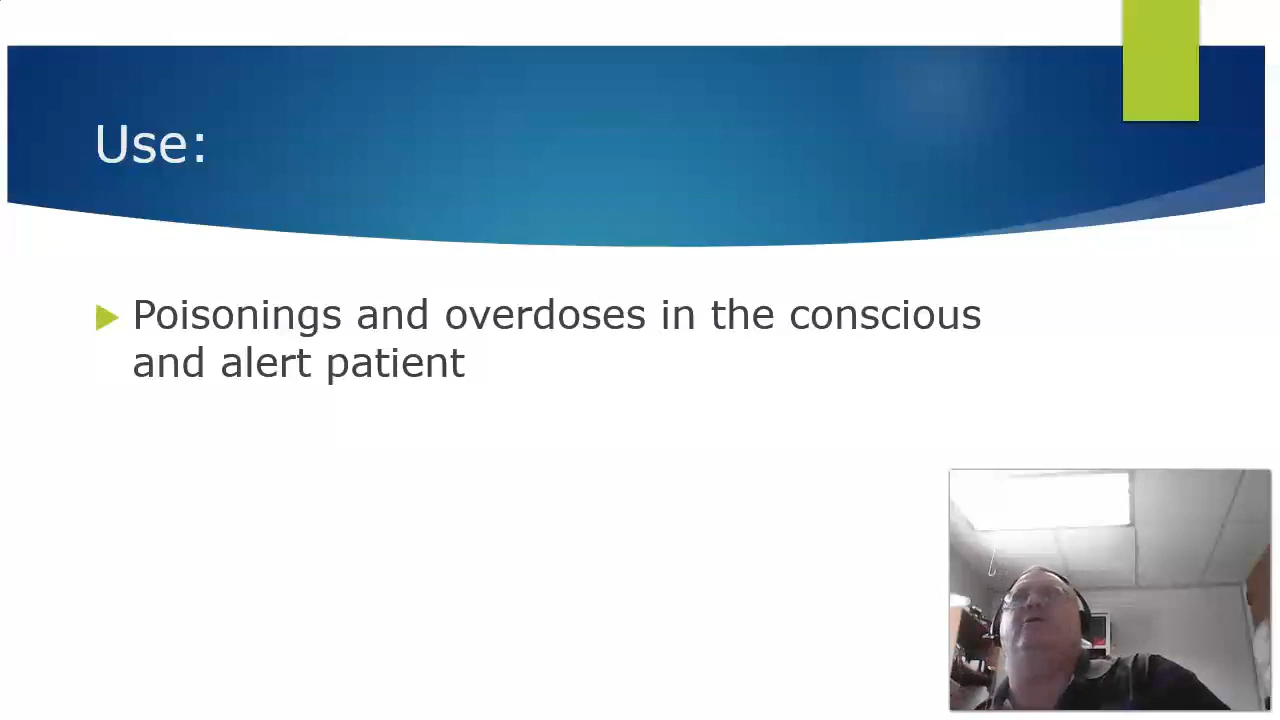 Use:
Poisonings and overdoses in the conscious
and alert patient